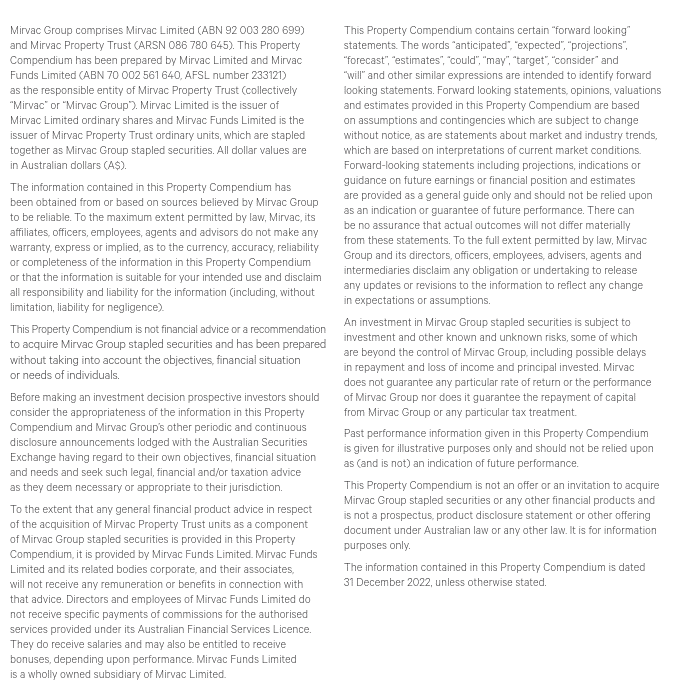 Mirvac Group comprises Mirvac Limited (ABN 92 003 280 699)
and Mirvac Property Trust (ARSN 086 780 645). This Property
Compendium has been prepared by Mirvac Limited and Mirvac
Funds Limited (ABN 70 002 561 640, AFSL number 233121)
as the responsible entity of Mirvac Property Trust (collectively
“Mirvac” or “Mirvac Group”). Mirvac Limited is the issuer of
Mirvac Limited ordinary shares and Mirvac Funds Limited is the
issuer of Mirvac Property Trust ordinary units, which are stapled
together as Mirvac Group stapled securities. All dollar values are
in Australian dollars (A$).
The information contained in this Property Compendium has
been obtained from or based on sources believed by Mirvac Group
to be reliable. To the maximum extent permitted by law, Mirvac, its
affiliates, officers, employees, agents and advisors do not make any
warranty, express or implied, as to the currency, accuracy, reliability
or completeness of the information in this Property Compendium
or that the information is suitable for your intended use and disclaim
all responsibility and liability for the information (including, without
limitation, liability for negligence).
This Property Compendium is not financial advice or a recommendation
to acquire Mirvac Group stapled securities and has been prepared
without taking into account the objectives, financial situation
or needs of individuals.
Before making an investment decision prospective investors should
consider the appropriateness of the information in this Property
Compendium and Mirvac Group’s other periodic and continuous
disclosure announcements lodged with the Australian Securities
Exchange having regard to their own objectives, financial situation
and needs and seek such legal, financial and/or taxation advice
as they deem necessary or appropriate to their jurisdiction.
To the extent that any general financial product advice in respect
of the acquisition of Mirvac Property Trust units as a component
of Mirvac Group stapled securities is provided in this Property
Compendium, it is provided by Mirvac Funds Limited. Mirvac Funds
Limited and its related bodies corporate, and their associates,
will not receive any remuneration or benefits in connection with
that advice. Directors and employees of Mirvac Funds Limited do
not receive specific payments of commissions for the authorised
services provided under its Australian Financial Services Licence.
They do receive salaries and may also be entitled to receive
bonuses, depending upon performance. Mirvac Funds Limited
is a wholly owned subsidiary of Mirvac Limited.
This Property Compendium contains certain “forward looking”
statements. The words “anticipated”, “expected”, “projections”,
“forecast”, “estimates”, “could”, “may”, “target”, “consider” and
“will” and other similar expressions are intended to identify forward
looking statements. Forward looking statements, opinions, valuations
and estimates provided in this Property Compendium are based
on assumptions and contingencies which are subject to change
without notice, as are statements about market and industry trends,
which are based on interpretations of current market conditions.
Forward-looking statements including projections, indications or
guidance on future earnings or financial position and estimates
are provided as a general guide only and should not be relied upon
as an indication or guarantee of future performance. There can
be no assurance that actual outcomes will not differ materially
from these statements. To the full extent permitted by law, Mirvac
Group and its directors, officers, employees, advisers, agents and
intermediaries disclaim any obligation or undertaking to release
any updates or revisions to the information to reflect any change
in expectations or assumptions.
An investment in Mirvac Group stapled securities is subject to
investment and other known and unknown risks, some of which
are beyond the control of Mirvac Group, including possible delays
in repayment and loss of income and principal invested. Mirvac
does not guarantee any particular rate of return or the performance
of Mirvac Group nor does it guarantee the repayment of capital
from Mirvac Group or any particular tax treatment.
Past performance information given in this Property Compendium
is given for illustrative purposes only and should not be relied upon
as (and is not) an indication of future performance.
This Property Compendium is not an offer or an invitation to acquire
Mirvac Group stapled securities or any other financial products and
is not a prospectus, product disclosure statement or other offering
document under Australian law or any other law. It is for information
purposes only.
The information contained in this Property Compendium is dated
31 December 2022, unless otherwise stated.